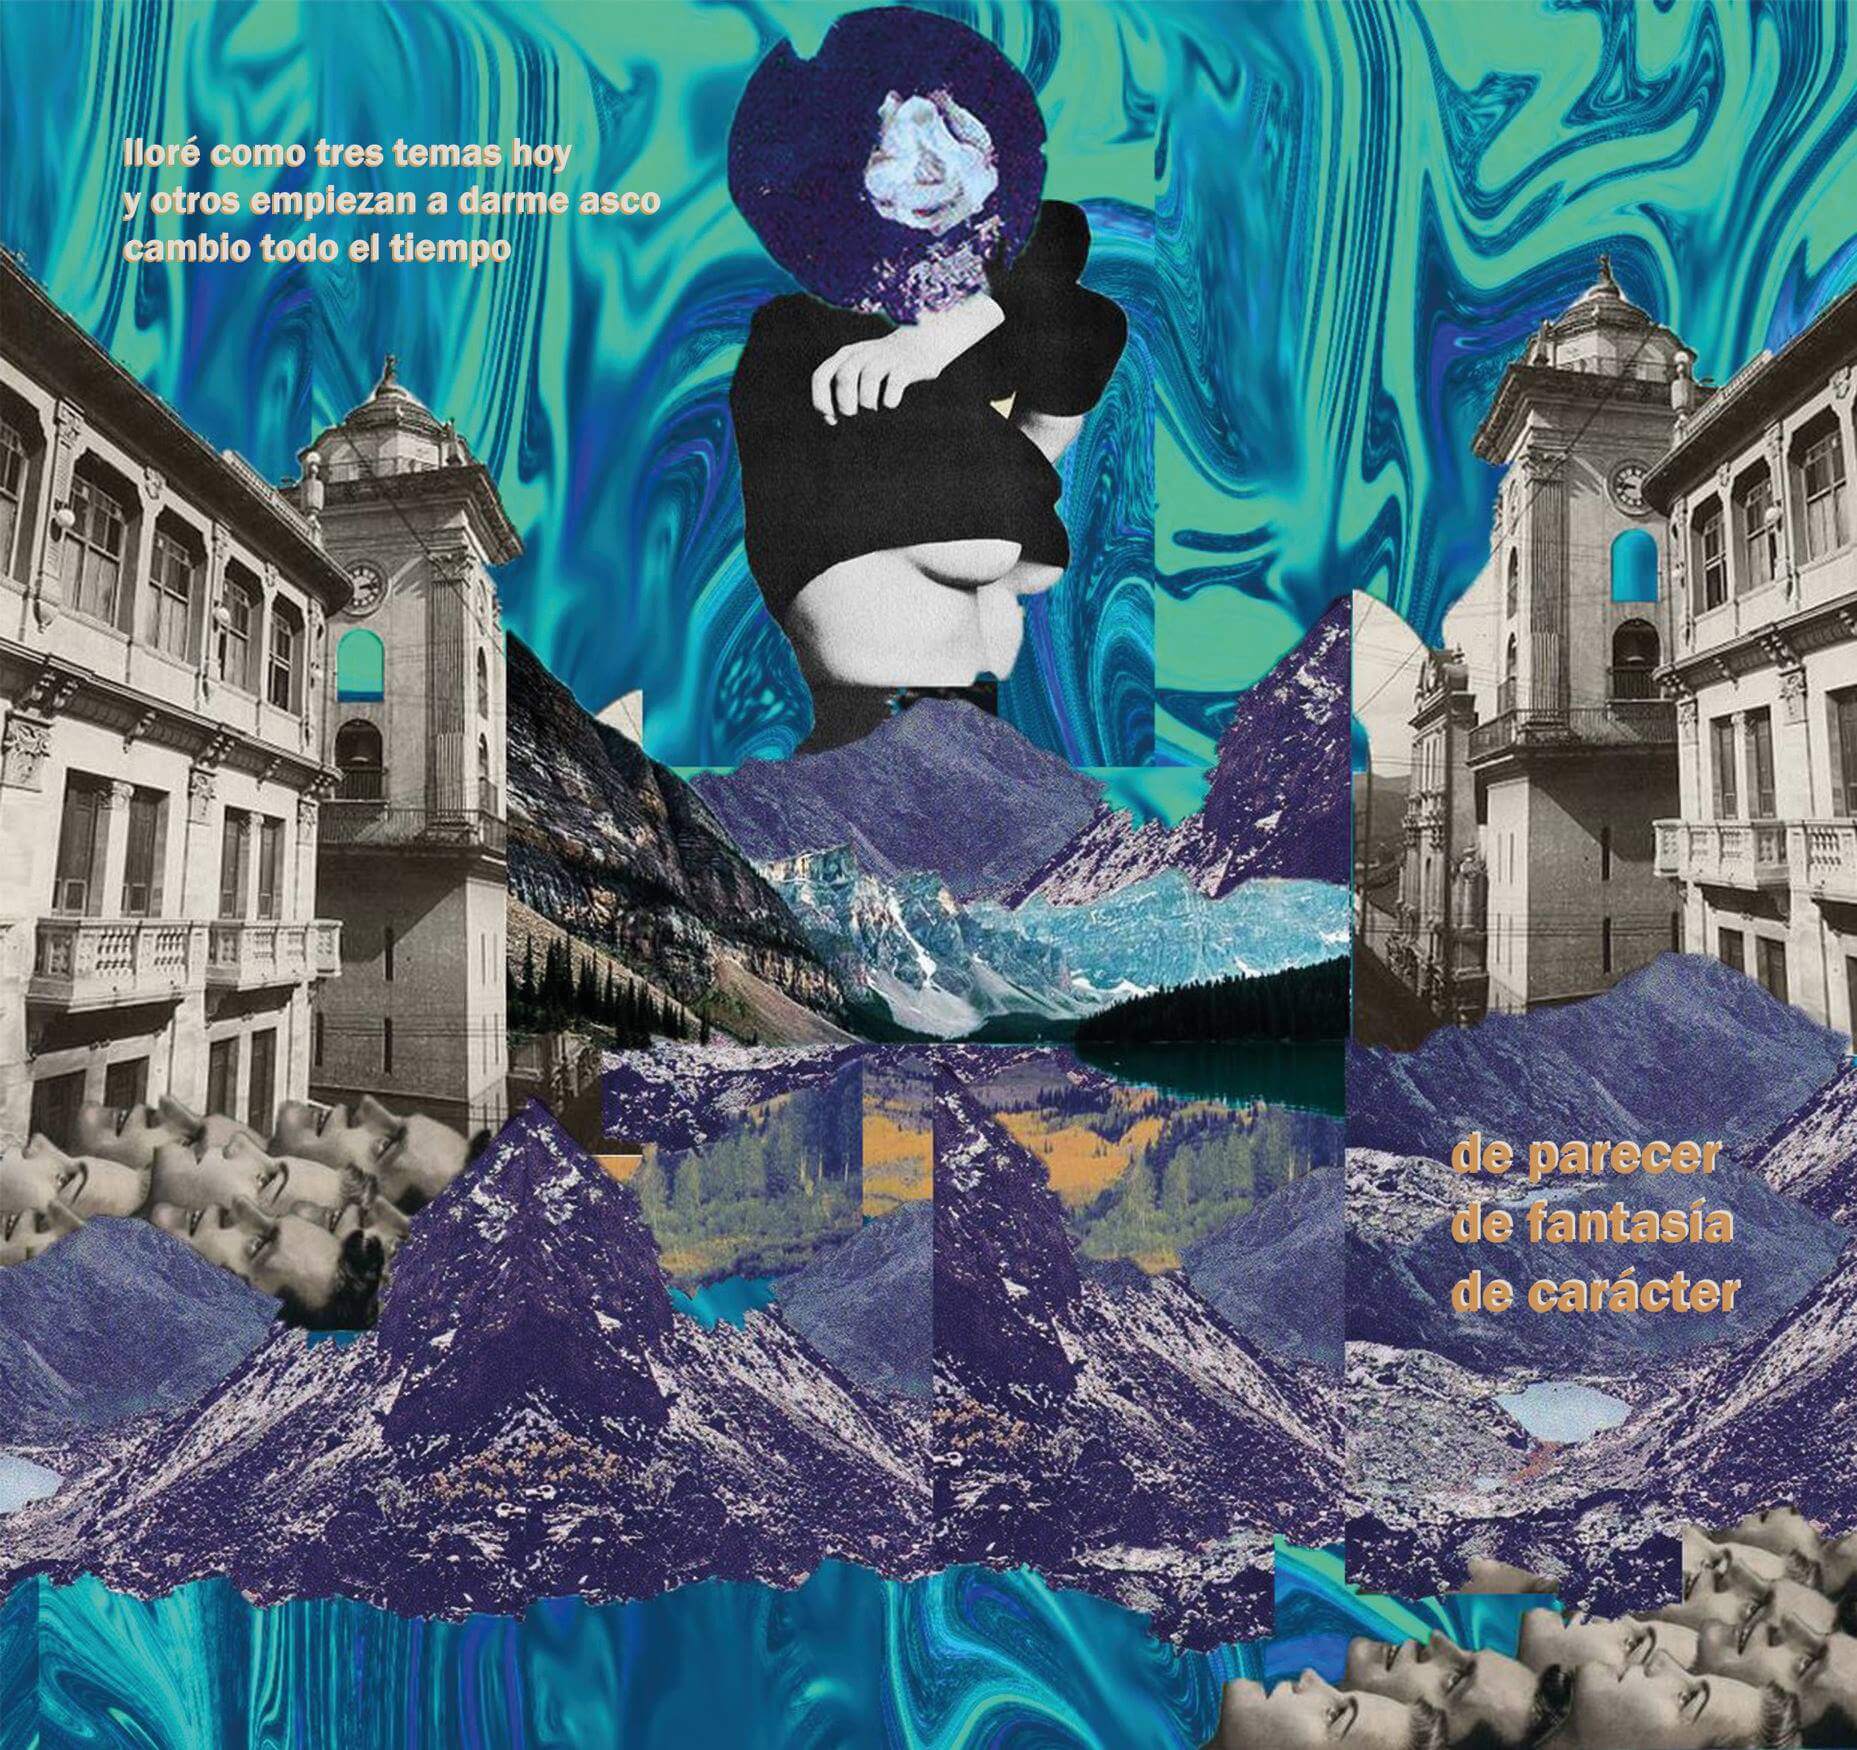 lloré como tres temas hoy
y otros empiezan a darme asco
cambio todo el tiempo
de parecer
de fantasía
de carácter